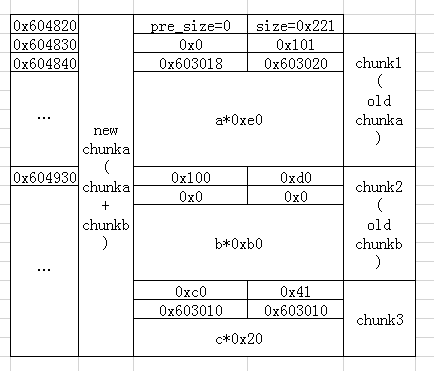 0x604820 pre_size=0 size=0x221
0x604830 0x0 0x101
0x604840 0x603018 0x603020
chunk1
(
old
chunka
)
...
a*0xe0
new
chunka
(
chunka
+
chunkb
)
0x604930 0x100 0xd0
0x0 0x0
chunk2
(
old
chunkb
)
...
b*0xb0
0xc0 0x41
0x603010 0x603010
chunk3
c*0x20